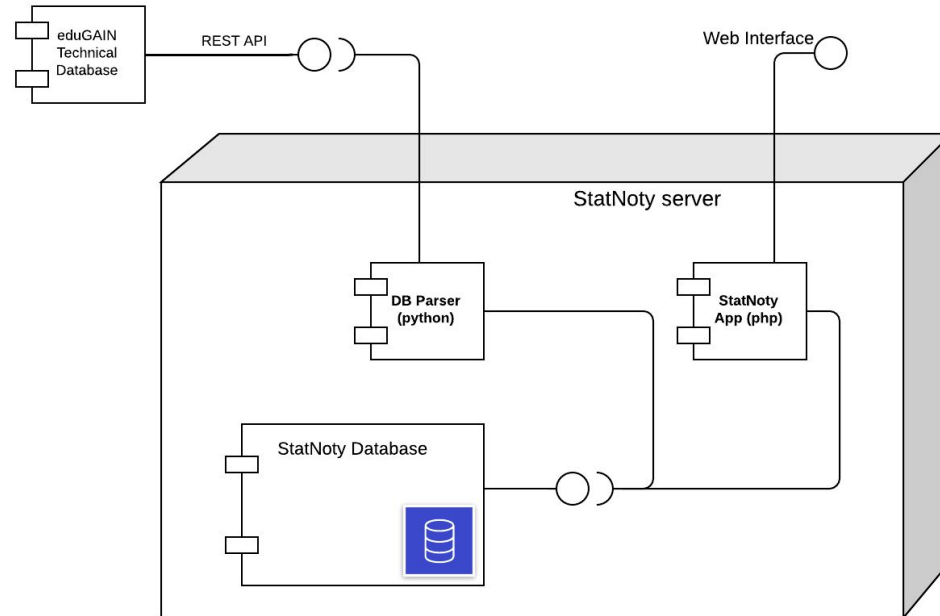 eduGAIN
Technical
Database
REST API
Web Interface
StatNoty server
DB Parser
(python)
StatNoty
App (php)
StatNoty Database